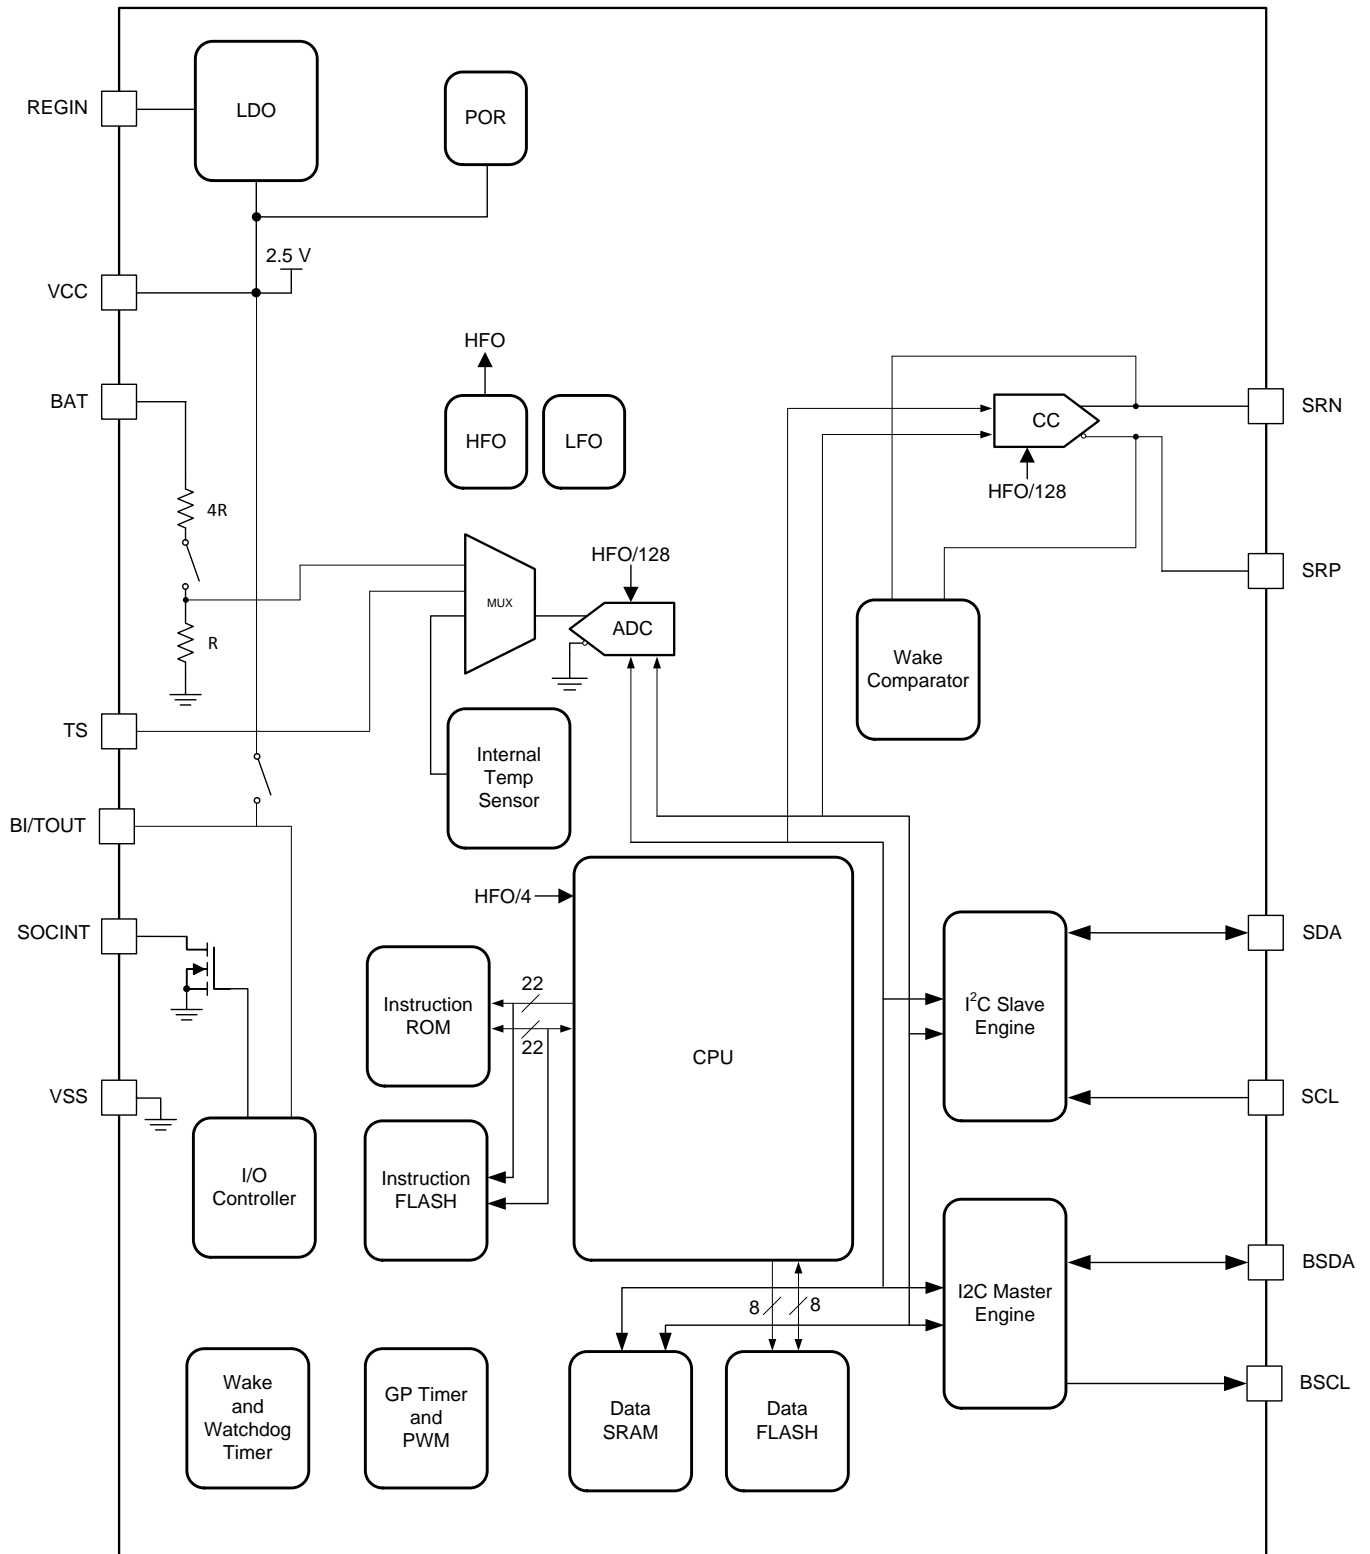 REGIN
LDO
POR
2.5 V
VCC
HFO
BAT
4R
HFO
LFO
CC
SRN
HFO/128
HFO/128
SRP
MUX
ADC
R
Wake
Comparator
TS
Internal
Temp
Sensor
BI/TOUT
HFO/4
SOCINT
SDA
Instruction
ROM
22
22
I²C Slave
Engine
CPU
VSS
SCL
I/O
Controller
Instruction
FLASH
BSDA
I2C Master
Engine
8
8
BSCL
Wake
and
Watchdog
Timer
GP Timer
and
PWM
Data
SRAM
Data
FLASH